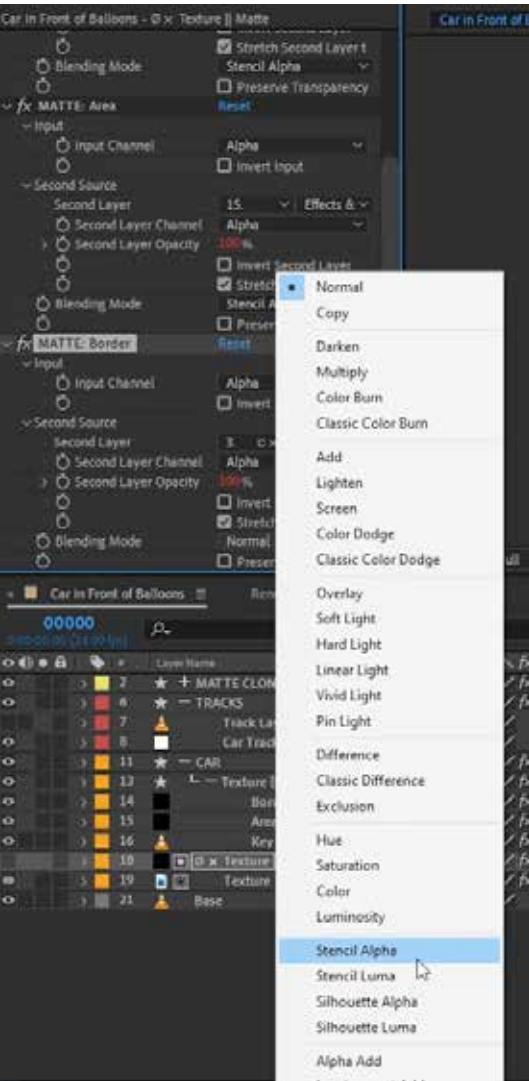 Car in Front of Balloons - Ø × Texture || Matte
Car in Front of
Stretch Second Layer t
Blending Mode Stencil Alpha
Preserve Transparency
fx MATTE: Area Reset
Input
Input Channel Alpha
Invert Input
Second Source
Second Layer 15. Effects &
Second Layer Channel Alpha
Second Layer Opacity 100 %
Invert Second Layer
Stretch
Blending Mode Stencil A
Preser
fx MATTE: Border Reset
Input
Input Channel Alpha
Invert
Second Source
Second Layer 3.
Second Layer Channel Alpha
Second Layer Opacity 100 %
Invert
Stretch
Blending Mode Normal
Preser
Normal
Copy
Darken
Multiply
Color Burn
Classic Color Burn
Add
Lighten
Screen
Color Dodge
Classic Color Dodge
Overlay
Soft Light
Hard Light
Linear Light
Vivid Light
Pin Light
Difference
Classic Difference
Exclusion
Hue
Saturation
Color
Luminosity
Stencil Alpha
Stencil Luma
Silhouette Alpha
Silhouette Luma
Alpha Add
ull
Car in Front of Balloons Ren
00000
# Layer Name
2 + MATTE CLON
6 – TRACKS
7 Track La
8 Car Trac
11 – CAR
13 – Texture [
14 Bor
15 Area
16 Key
18 Ø × Texture
19 Texture
21 Base